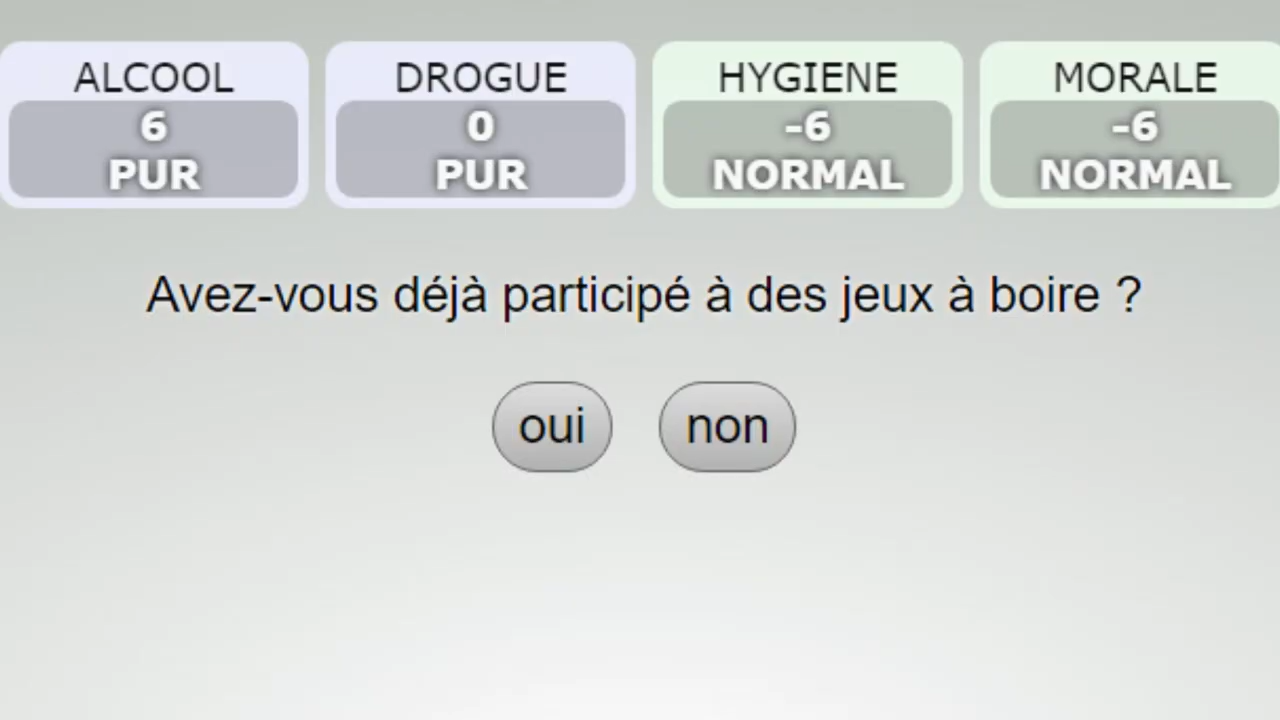 ALCOOL DROGUE HYGIENE MORALE
6 0 -6 -6
PUR PUR NORMAL NORMAL
Avez-vous déjà participé à des jeux à boire ?
oui non